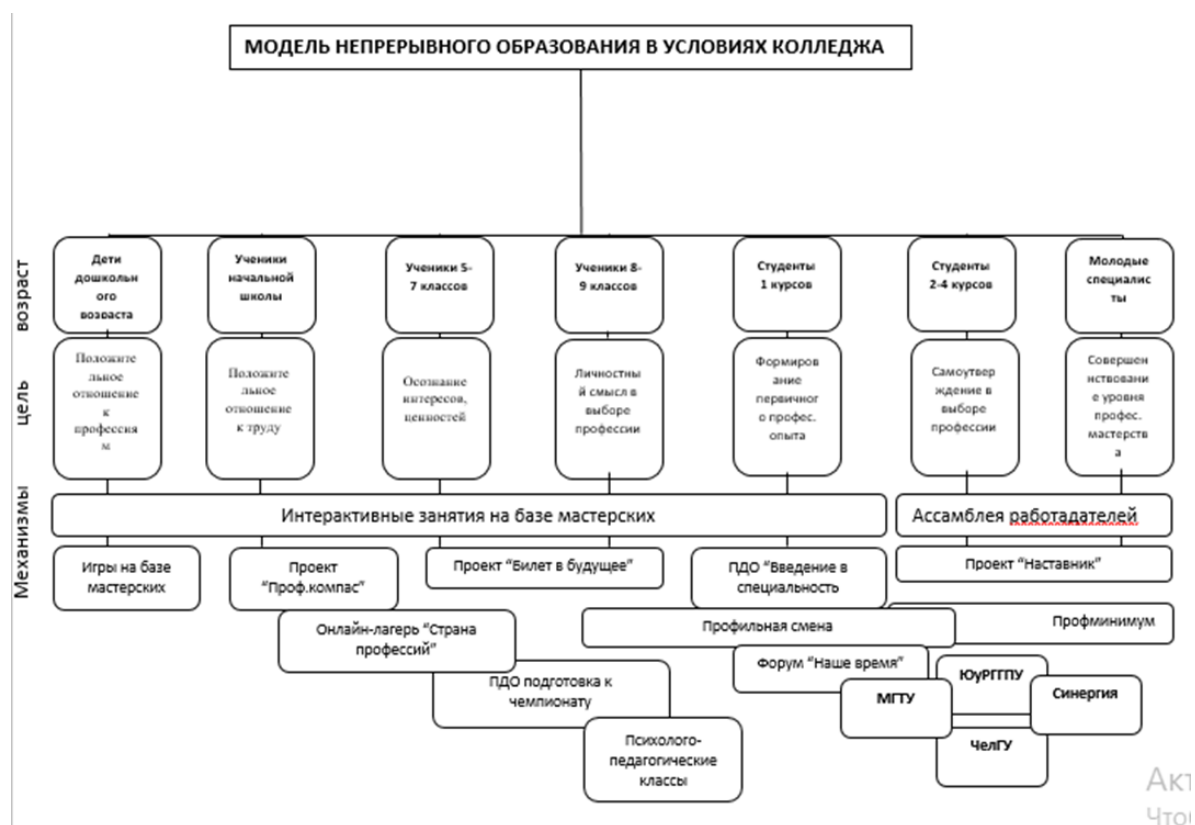 МОДЕЛЬ НЕПРЕРЫВНОГО ОБРАЗОВАНИЯ В УСЛОВИЯХ КОЛЛЕДЖА
возраст
Дети
дошкольн
ого
возраста
Ученики
начальной
школы
Ученики 5-
7 классов
Ученики 8-
9 классов
Студенты
1 курсов
Студенты
2-4 курсов
Молодые
специалис
ты
цель
Положите
льное
отношение
к
профессия
м
Положите
льное
отношение
к труду
Осознание
интересов,
ценностей
Личностны
й смысл в
выборе
профессии
Формиров
ание
первичног
о профес.
опыта
Самоутвер
ждение в
выборе
профессии
Совершен
нствовани
е уровня
профес.
мастерств
а
Механизмы
Интерактивные занятия на базе мастерских
Ассамблея работадателей
Игры на базе
мастерских
Проект
“Проф.компас”
Проект “Билет в будущее”
ПДО “Введение в
специальность
Проект “Наставник”
Онлайн-лагерь “Страна
профессий”
Профильная смена
Профминимум
ПДО подготовка к
чемпионату
Форум “Наше время”
МГТУ
ЮуРГГПУ
Синергия
ЧелГУ
Психолого-
педагогические
классы
Акт
Чтоб